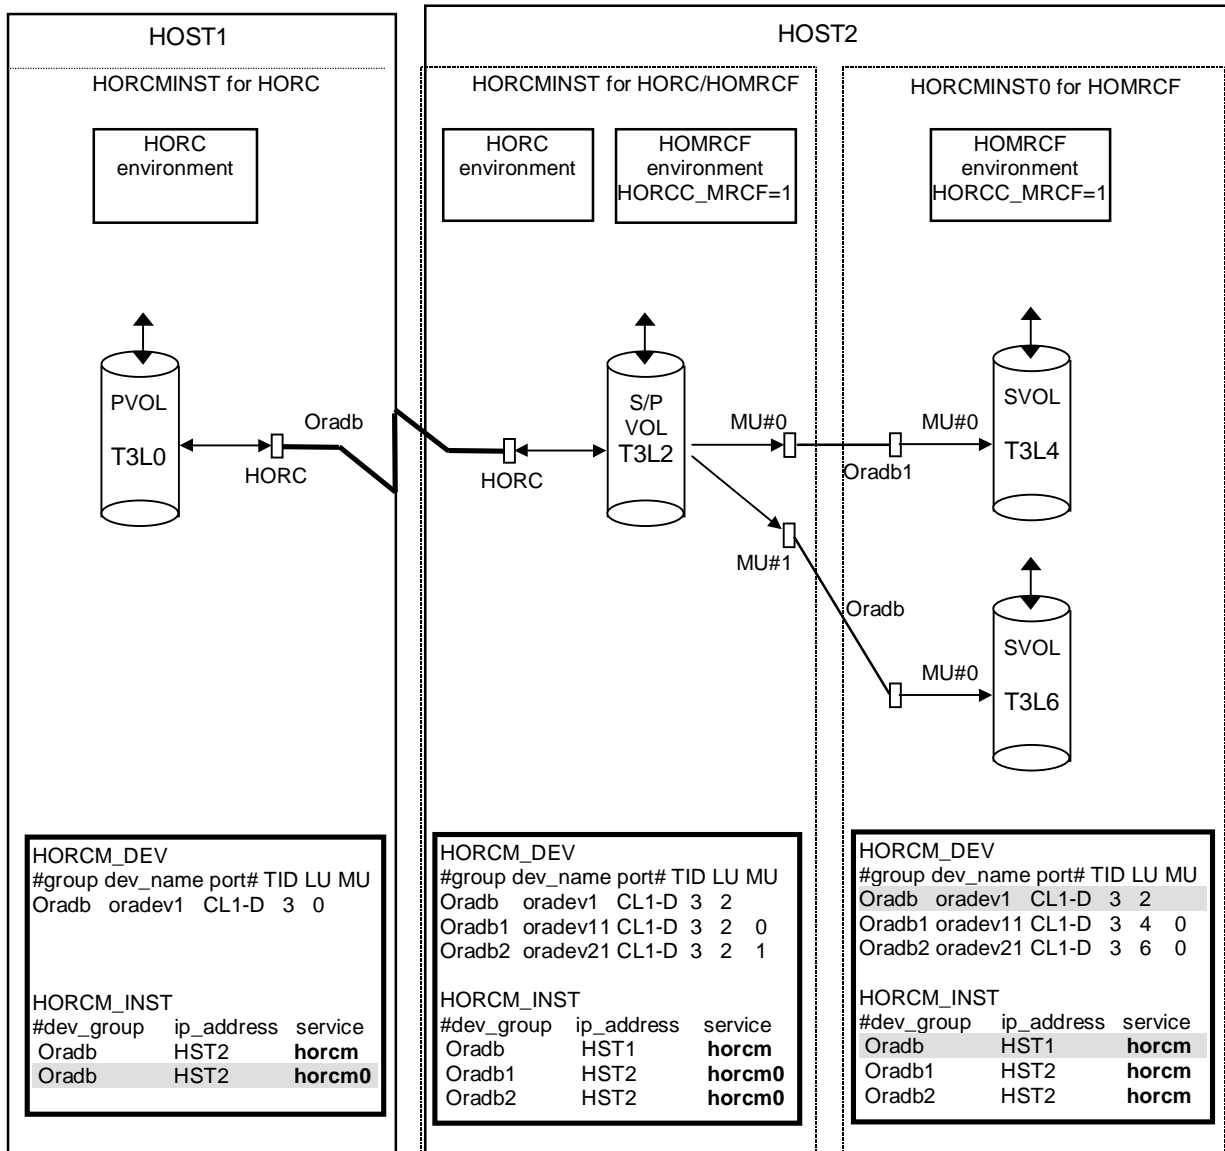 HOST1
HOST2
HORCMINST for HORC
HORCMINST for HORC/HOMRCF
HORCMINST0 for HOMRCF
HORC
environment
HORC
environment
HOMRCF
environment
HORCC_MRCF=1
HOMRCF
environment
HORCC_MRCF=1
PVOL
T3L0
Oradb
HORC
HORC
S/P
VOL
T3L2
MU#0
MU#0
Oradb1
SVOL
T3L4
MU#1
Oradb
MU#0
SVOL
T3L6
HORCM_DEV
#group dev_name port# TID LU MU
Oradb oradev1 CL1-D 3 0
HORCM_INST
#dev_group ip_address service
Oradb HST2 horcm
Oradb HST2 horcm0
HORCM_DEV
#group dev_name port# TID LU MU
Oradb oradev1 CL1-D 3 2
Oradb1 oradev11 CL1-D 3 2 0
Oradb2 oradev21 CL1-D 3 2 1
HORCM_INST
#dev_group ip_address service
Oradb HST1 horcm
Oradb1 HST2 horcm0
Oradb2 HST2 horcm0
HORCM_DEV
#group dev_name port# TID LU MU
Oradb oradev1 CL1-D 3 2
Oradb1 oradev11 CL1-D 3 4 0
Oradb2 oradev21 CL1-D 3 6 0
HORCM_INST
#dev_group ip_address service
Oradb HST1 horcm
Oradb1 HST2 horcm
Oradb2 HST2 horcm